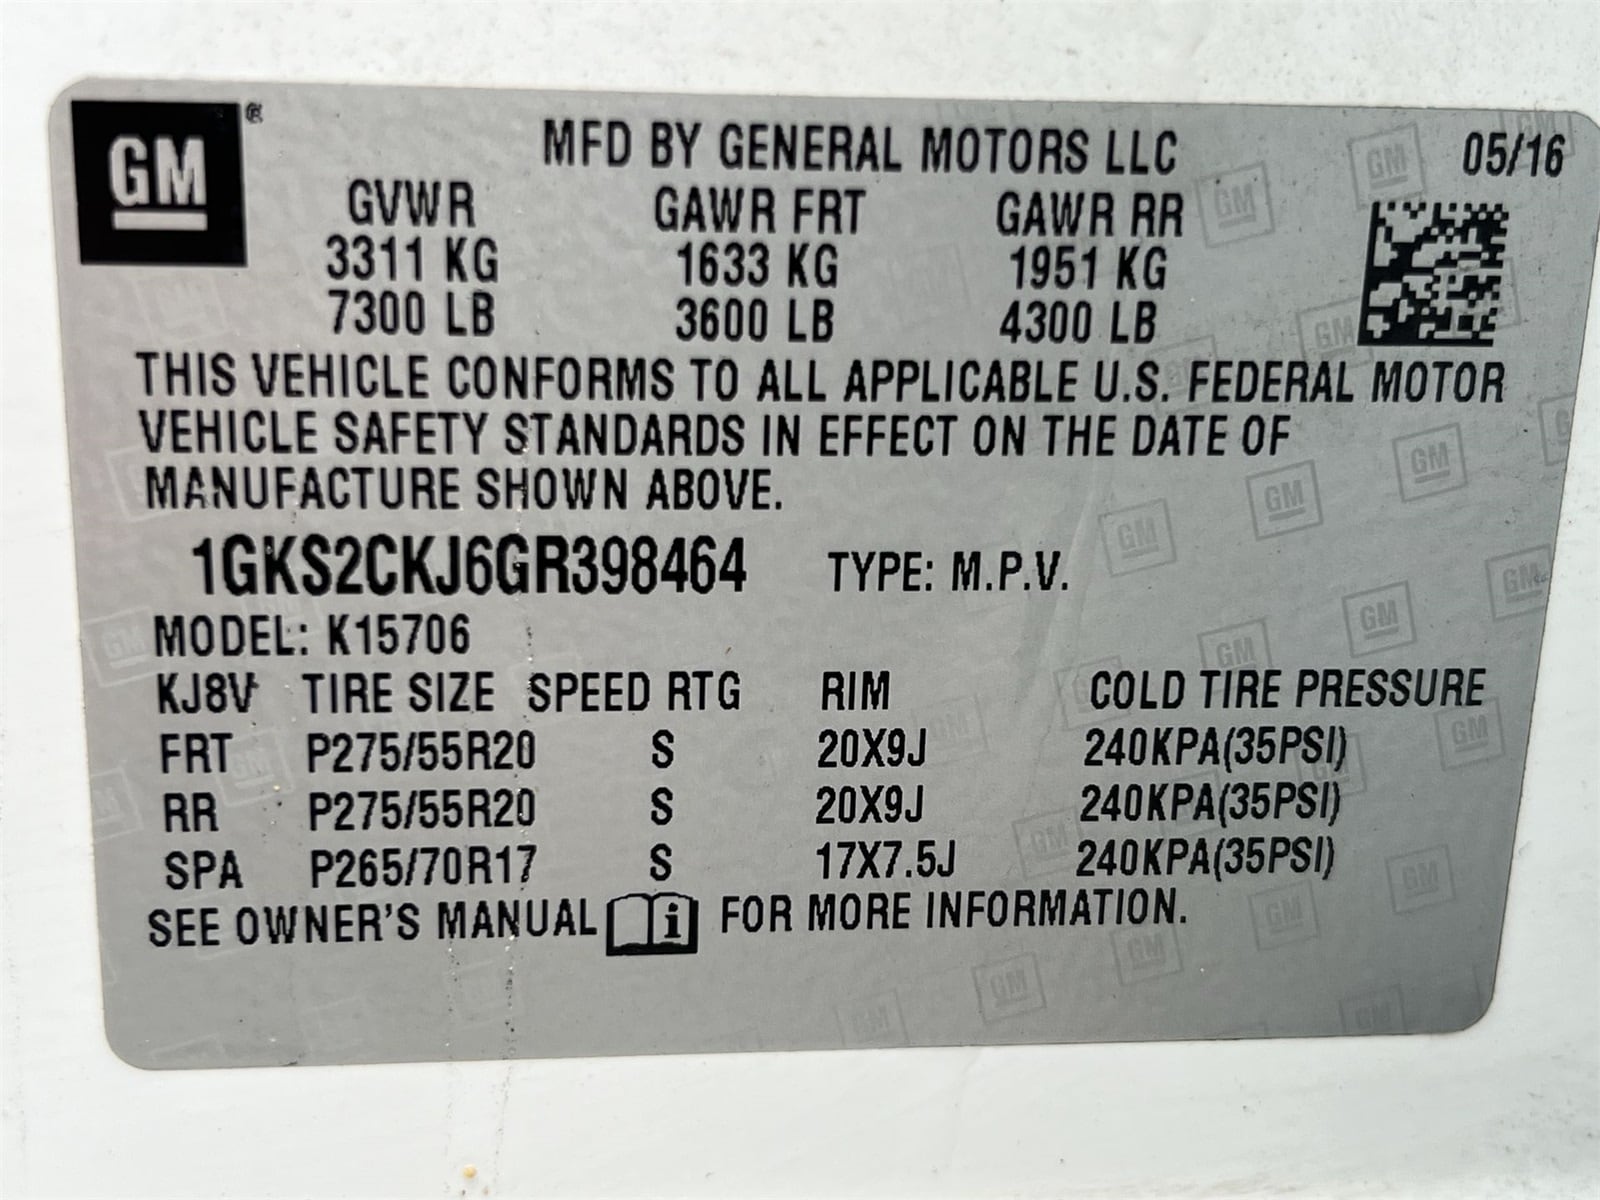 GM
MFD BY GENERAL MOTORS LLC 05/16
GVWR GAWR FRT GAWR RR
3311 KG 1633 KG 1951 KG
7300 LB 3600 LB 4300 LB
THIS VEHICLE CONFORMS TO ALL APPLICABLE U.S. FEDERAL MOTOR
VEHICLE SAFETY STANDARDS IN EFFECT ON THE DATE OF
MANUFACTURE SHOWN ABOVE.
1GKS2CKJ6GR398464 TYPE: M.P.V.
MODEL: K15706
KJ8V TIRE SIZE SPEED RTG RIM COLD TIRE PRESSURE
FRT P275/55R20 S 20X9J 240KPA(35PSI)
RR P275/55R20 S 20X9J 240KPA(35PSI)
SPA P265/70R17 S 17X7.5J 240KPA(35PSI)
SEE OWNER'S MANUAL i FOR MORE INFORMATION.